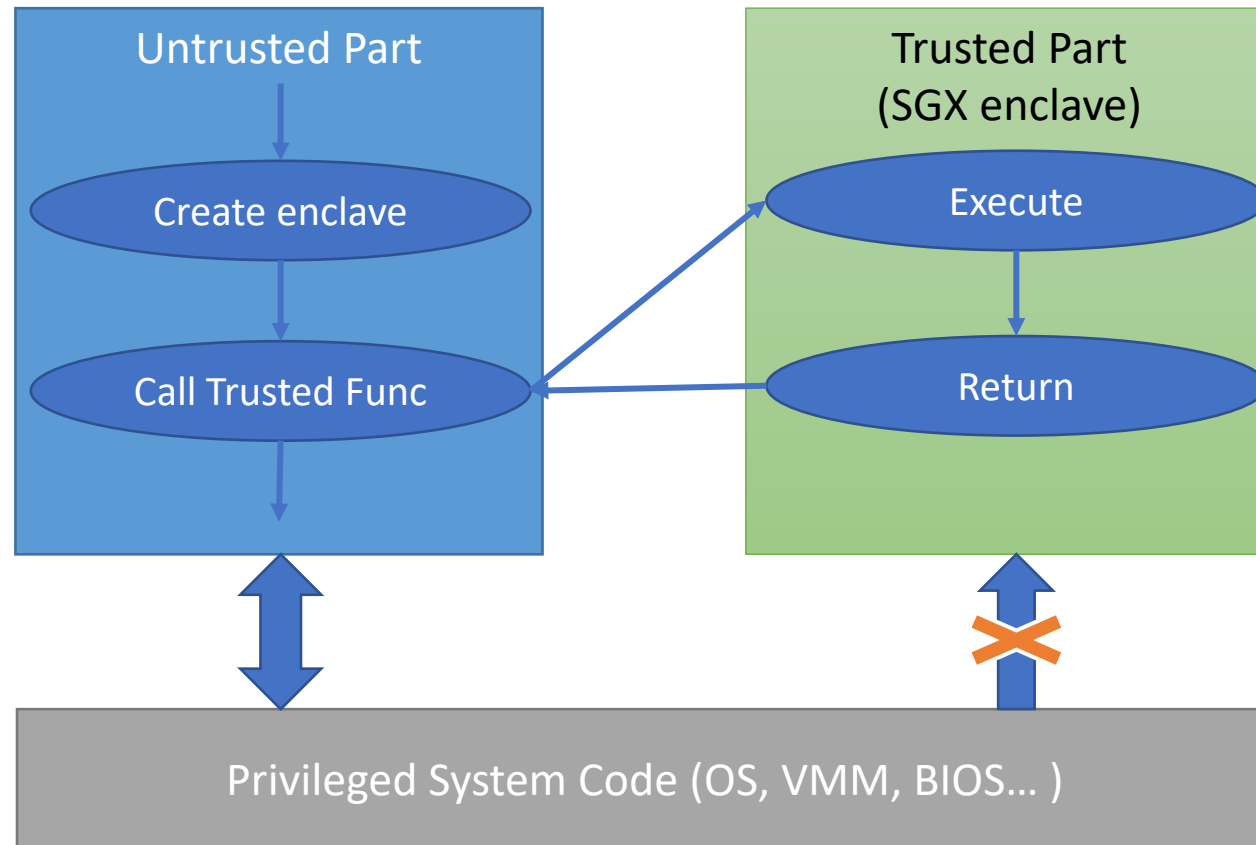 Untrusted Part
Create enclave
Call Trusted Func
Trusted Part
(SGX enclave)
Execute
Return
Privileged System Code (OS, VMM, BIOS... )